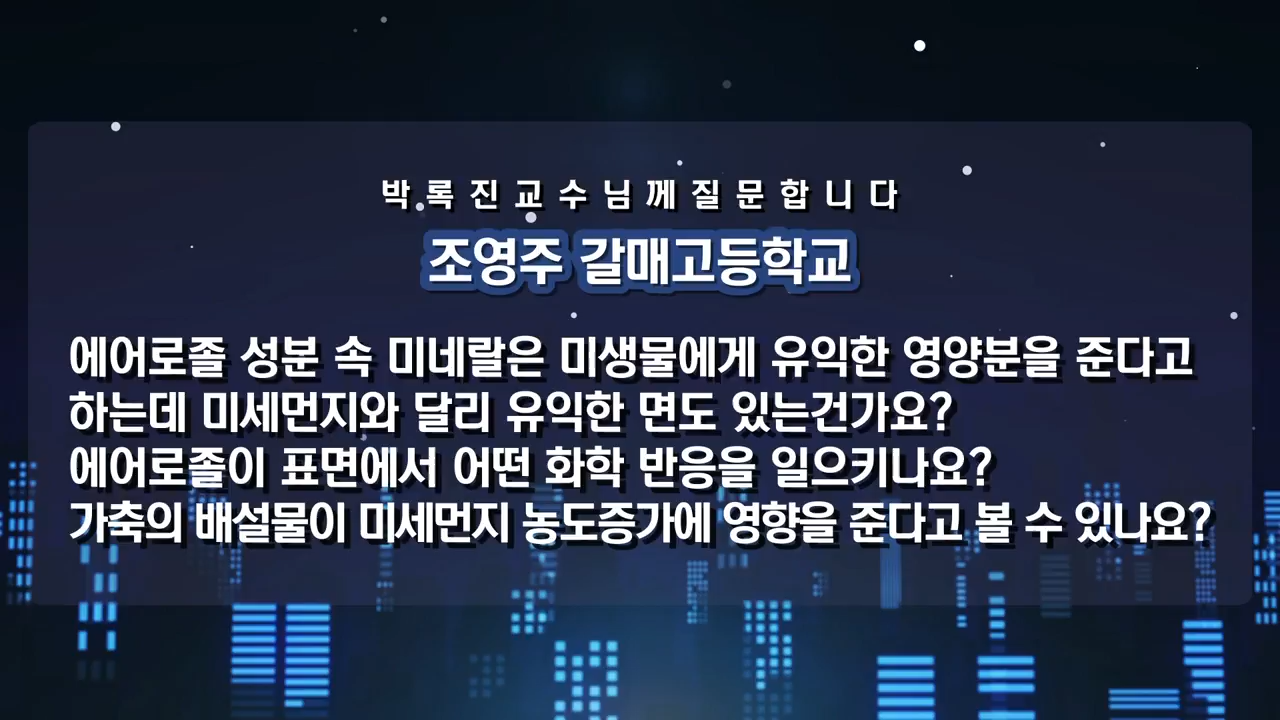 박록진교수님께질문합니다
조영주 갈매고등학교
에어로졸 성분 속 미네랄은 미생물에게 유익한 영양분을 준다고
하는데 미세먼지와 달리 유익한 면도 있는건가요?
에어로졸이 표면에서 어떤 화학 반응을 일으키나요?
가축의 배설물이 미세먼지 농도증가에 영향을 준다고 볼 수 있나요?